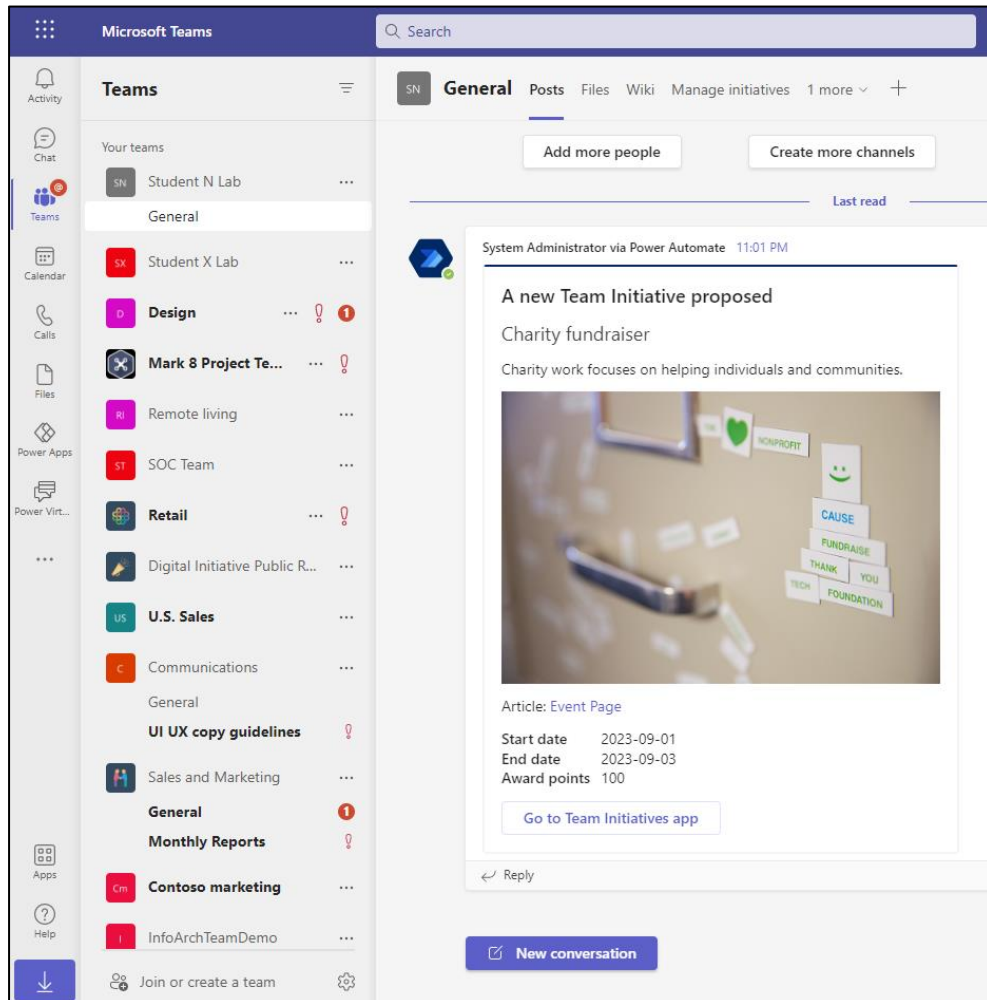 Microsoft Teams
Search
Activity
Chat
Teams
Calendar
Calls
Files
Power Apps
Power Virt...
...
Apps
Help
Teams
Your teams
SN Student N Lab ...
General
SX Student X Lab ...
D Design ... 1
Mark 8 Project Te... ...
RI Remote living ...
ST SOC Team ...
Retail ...
Digital Initiative Public R... ...
US U.S. Sales ...
C Communications ...
General
UI UX copy guidelines
Sales and Marketing ...
General 1
Monthly Reports
Cm Contoso marketing ...
I InfoArchTeamDemo ...
Join or create a team
SN General Posts Files Wiki Manage initiatives 1 more
Add more people Create more channels
Last read
System Administrator via Power Automate 11:01 PM
A new Team Initiative proposed
Charity fundraiser
Charity work focuses on helping individuals and communities.
NONPROFIT
CAUSE
FUNDRAISE
THANK YOU
TECH FOUNDATION
Article: Event Page
Start date 2023-09-01
End date 2023-09-03
Award points 100
Go to Team Initiatives app
Reply
New conversation